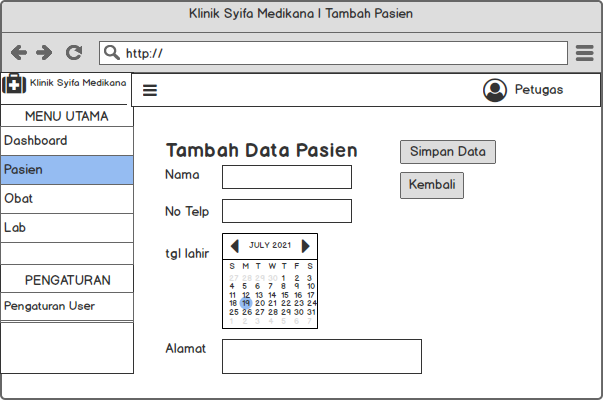 Klinik Syifa Medikana | Tambah Pasien
http://
Klinik Syifa Medikana
Petugas
MENU UTAMA
Dashboard
Pasien
Obat
Lab
PENGATURAN
Pengaturan User
Tambah Data Pasien
Simpan Data
Kembali
Nama
No Telp
tgl lahir
JULY 2021
S M T W T F S
27 28 29 30 1 2 3
4 5 6 7 8 9 10
11 12 13 14 15 16 17
18 19 20 21 22 23 24
25 26 27 28 29 30 31
1 2 3 4 5 6 7
Alamat